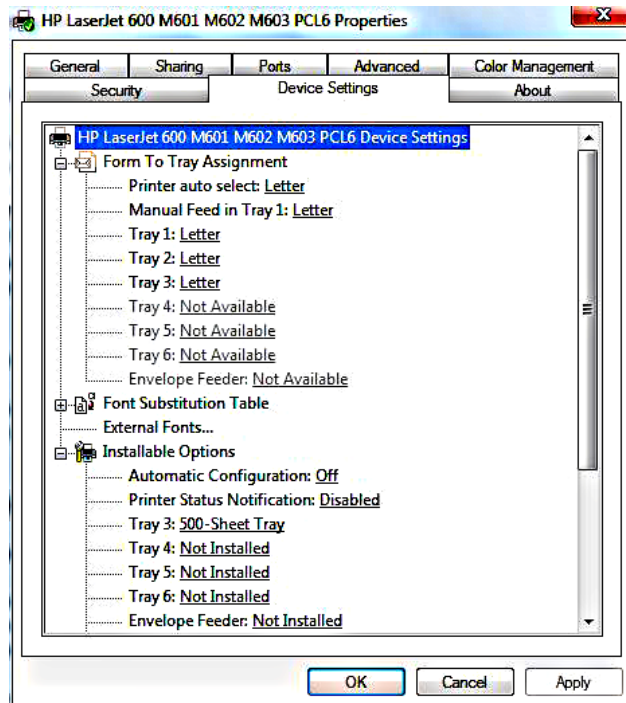 HP LaserJet 600 M601 M602 M603 PCL6 Properties
General Sharing Ports Advanced Color Management
Security Device Settings About
HP LaserJet 600 M601 M602 M603 PCL6 Device Settings
Form To Tray Assignment
Printer auto select: Letter
Manual Feed in Tray 1: Letter
Tray 1: Letter
Tray 2: Letter
Tray 3: Letter
Tray 4: Not Available
Tray 5: Not Available
Tray 6: Not Available
Envelope Feeder: Not Available
Font Substitution Table
External Fonts...
Installable Options
Automatic Configuration: Off
Printer Status Notification: Disabled
Tray 3: 500-Sheet Tray
Tray 4: Not Installed
Tray 5: Not Installed
Tray 6: Not Installed
Envelope Feeder: Not Installed
OK Cancel Apply